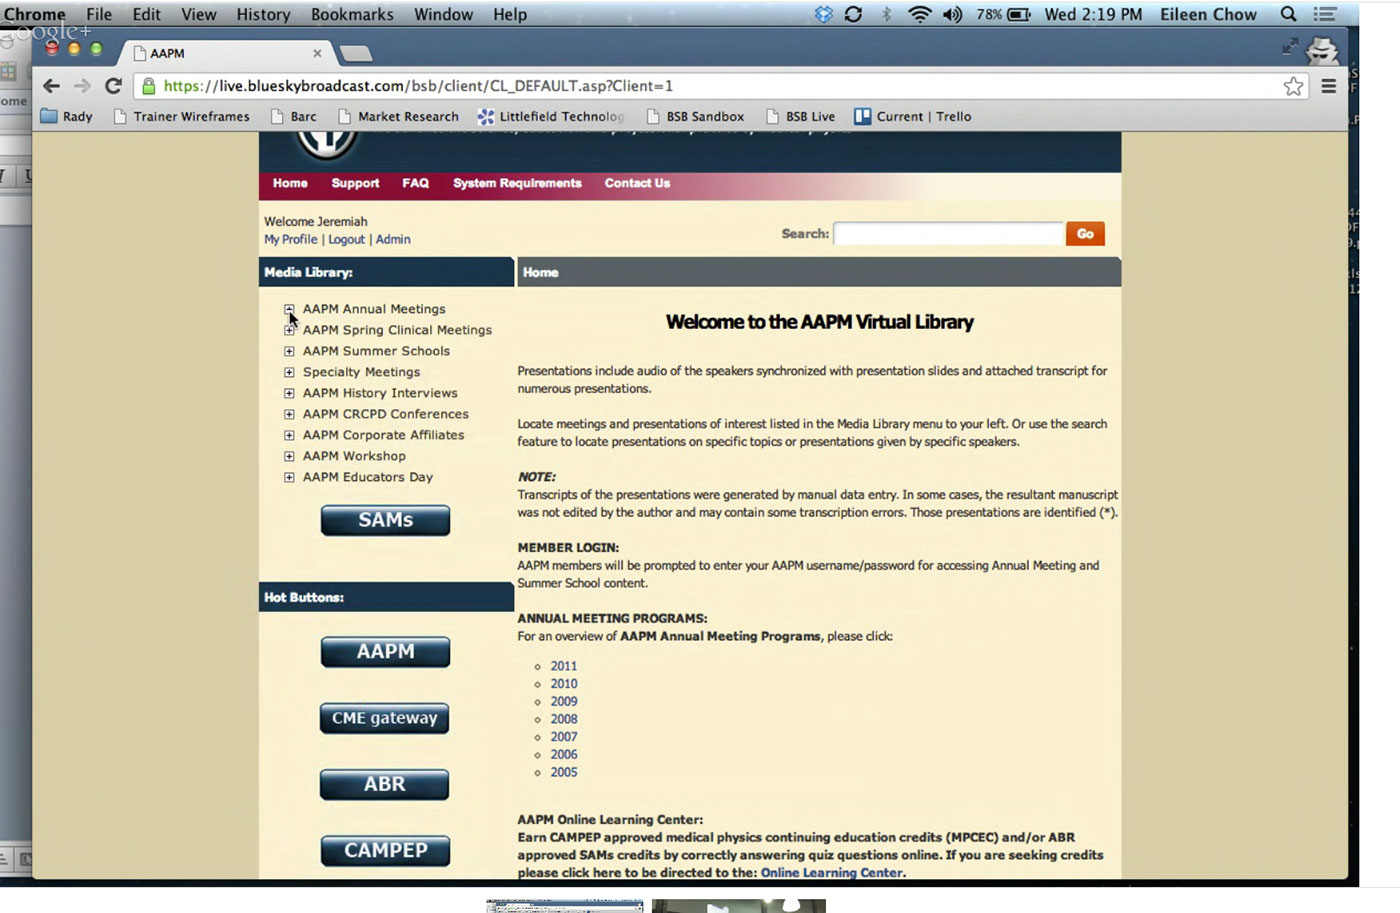 Chrome File Edit View History Bookmarks Window Help 78% Wed 2:19 PM Eileen Chow
Google+
AAPM
https://live.blueskybroadcast.com/bsb/client/CL_DEFAULT.asp?Client=1
Rady Trainer Wireframes Barc Market Research Littlefield Technolog BSB Sandbox BSB Live Current | Trello
Home Support FAQ System Requirements Contact Us
Welcome Jeremiah
My Profile | Logout | Admin
Search: Go
Media Library:
AAPM Annual Meetings
AAPM Spring Clinical Meetings
AAPM Summer Schools
Specialty Meetings
AAPM History Interviews
AAPM CRCPD Conferences
AAPM Corporate Affiliates
AAPM Workshop
AAPM Educators Day
SAMs
Hot Buttons:
AAPM
CME gateway
ABR
CAMPEP
Home
Welcome to the AAPM Virtual Library
Presentations include audio of the speakers synchronized with presentation slides and attached transcript for
numerous presentations.
Locate meetings and presentations of interest listed in the Media Library menu to your left. Or use the search
feature to locate presentations on specific topics or presentations given by specific speakers.
NOTE:
Transcripts of the presentations were generated by manual data entry. In some cases, the resultant manuscript
was not edited by the author and may contain some transcription errors. Those presentations are identified (*).
MEMBER LOGIN:
AAPM members will be prompted to enter your AAPM username/password for accessing Annual Meeting and
Summer School content.
ANNUAL MEETING PROGRAMS:
For an overview of AAPM Annual Meeting Programs, please click:
2011
2010
2009
2008
2007
2006
2005
AAPM Online Learning Center:
Earn CAMPEP approved medical physics continuing education credits (MPCEC) and/or ABR
approved SAMs credits by correctly answering quiz questions online. If you are seeking credits
please click here to be directed to the: Online Learning Center.